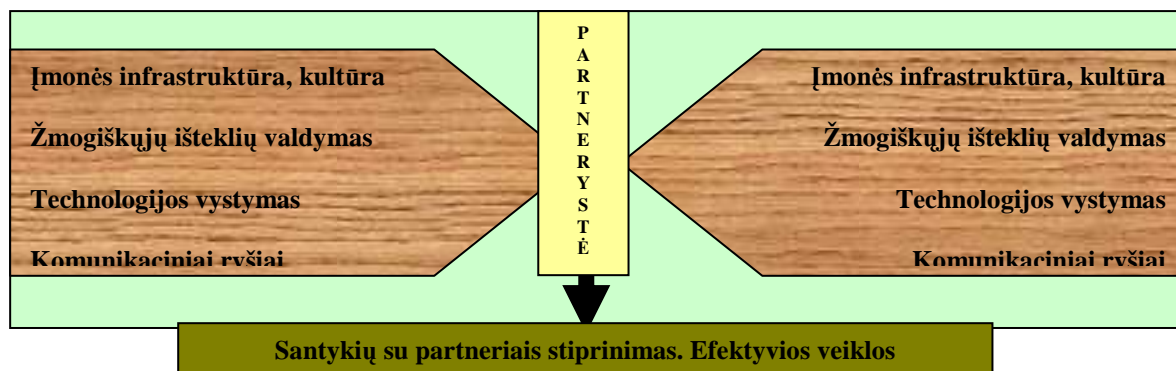 Įmonės infrastruktūra, kultūra
Žmogiškųjų išteklių valdymas
Technologijos vystymas
Komunikaciniai ryšiai
PARTNERYSTĖ
Įmonės infrastruktūra, kultūra
Žmogiškųjų išteklių valdymas
Technologijos vystymas
Komunikaciniai ryšiai
Santykių su partneriais stiprinimas. Efektyvios veiklos